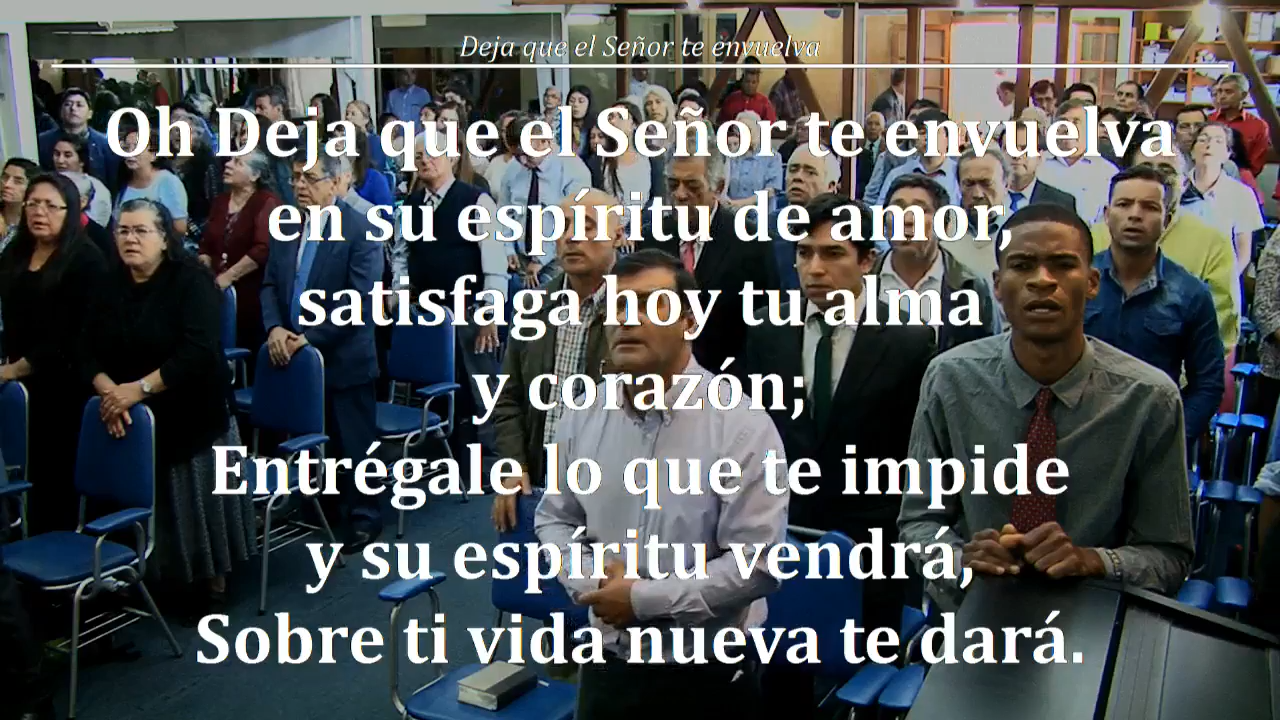 Deja que el Señor te envuelva
Oh Deja que el Señor te envuelva
en su espíritu de amor,
satisfaga hoy tu alma
y corazón;
Entrégale lo que te impide
y su espíritu vendrá,
Sobre ti vida nueva te dará.